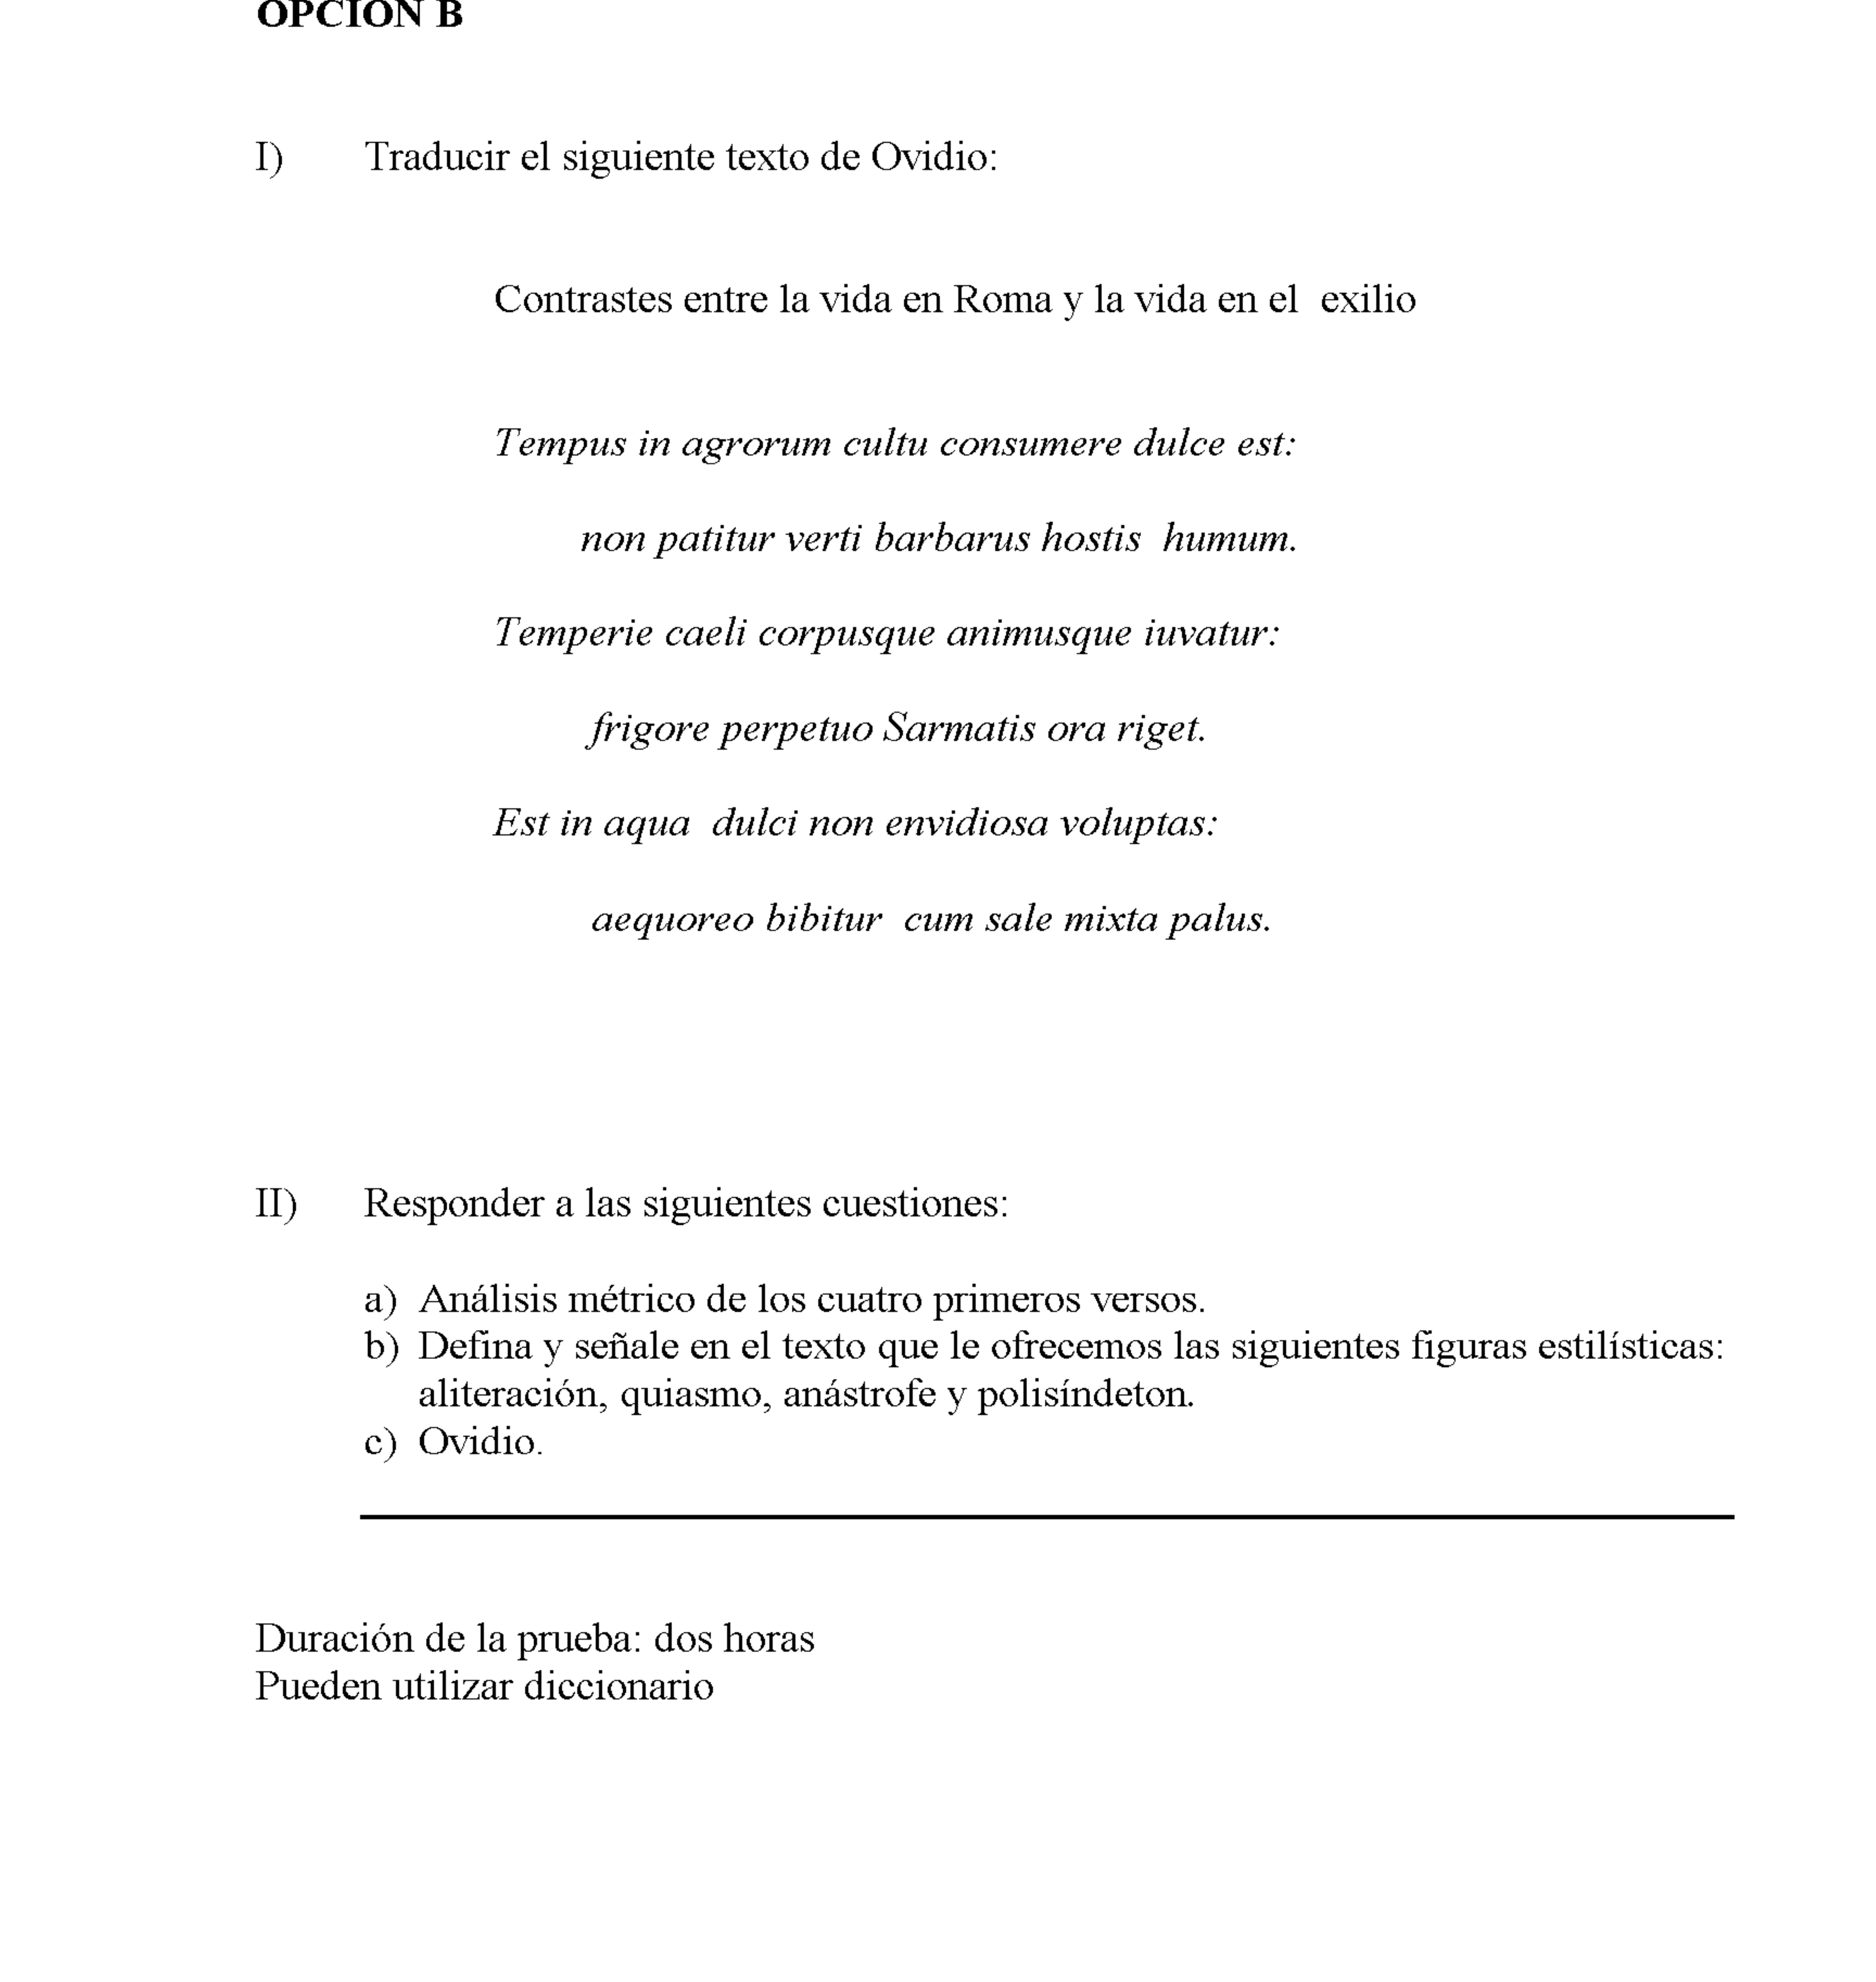 OPCIÓN B
I) Traducir el siguiente texto de Ovidio:
Contrastes entre la vida en Roma y la vida en el exilio
Tempus in agrorum cultu consumere dulce est:
non patitur verti barbarus hostis humum.
Temperie caeli corpusque animusque iuvatur:
frigore perpetuo Sarmatis ora riget.
Est in aqua dulci non envidiosa voluptas:
aequoreo bibitur cum sale mixta palus.
II) Responder a las siguientes cuestiones:
a) Análisis métrico de los cuatro primeros versos.
b) Defina y señale en el texto que le ofrecemos las siguientes figuras estilísticas:
aliteración, quiasmo, anástrofe y polisíndeton.
c) Ovidio.
Duración de la prueba: dos horas
Pueden utilizar diccionario